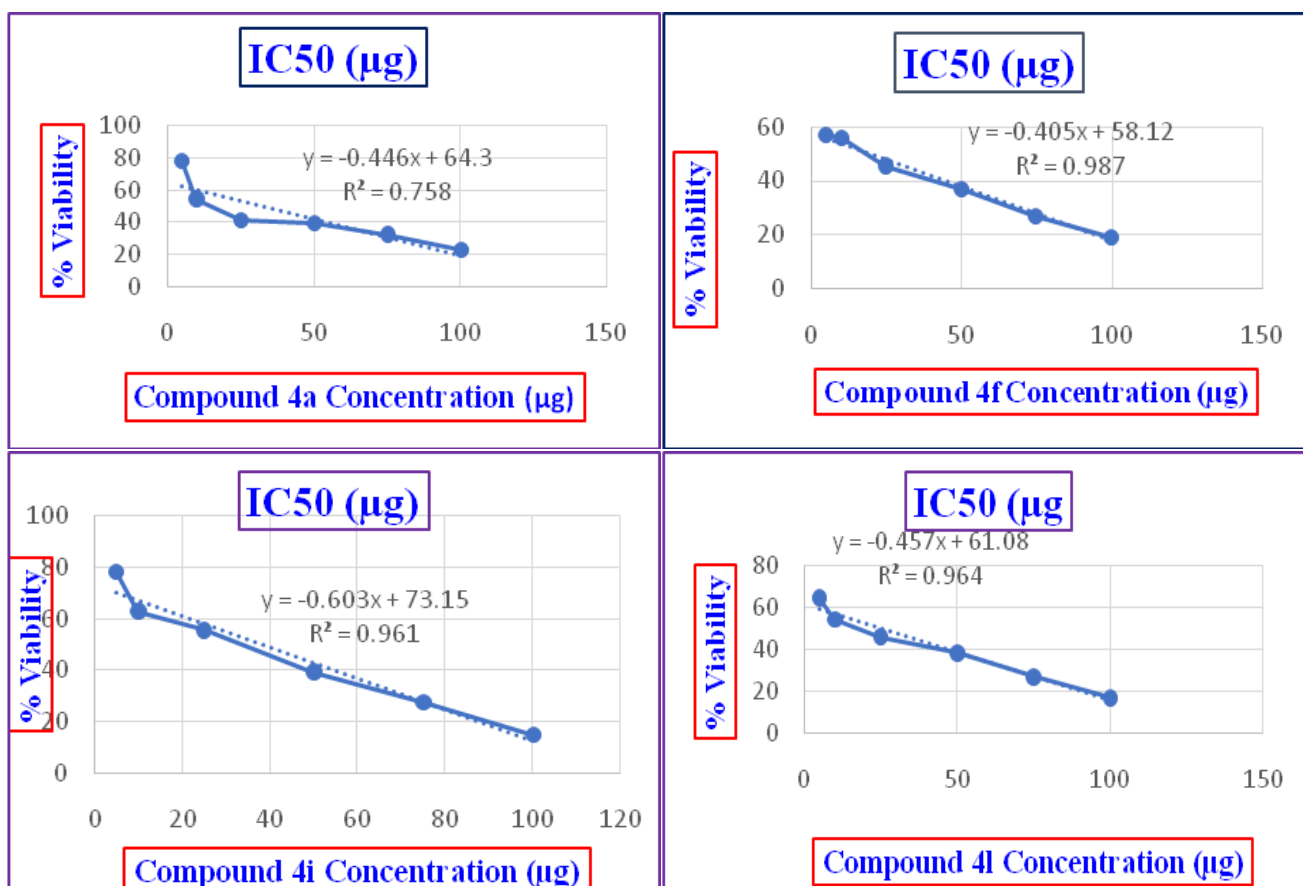 IC50 (µg)
% Viability
100
80
60
40
20
0
y = -0.446x + 64.3
R² = 0.758
0 50 100 150
Compound 4a Concentration (µg)
IC50 (µg)
% Viability
60
40
20
0
y = -0.405x + 58.12
R² = 0.987
0 50 100 150
Compound 4f Concentration (µg)
IC50 (µg)
% Viability
100
80
60
40
20
0
y = -0.603x + 73.15
R² = 0.961
0 20 40 60 80 100 120
Compound 4i Concentration (µg)
IC50 (µg
y = -0.457x + 61.08
R² = 0.964
% Viability
80
60
40
20
0
0 50 100 150
Compound 4l Concentration (µg)